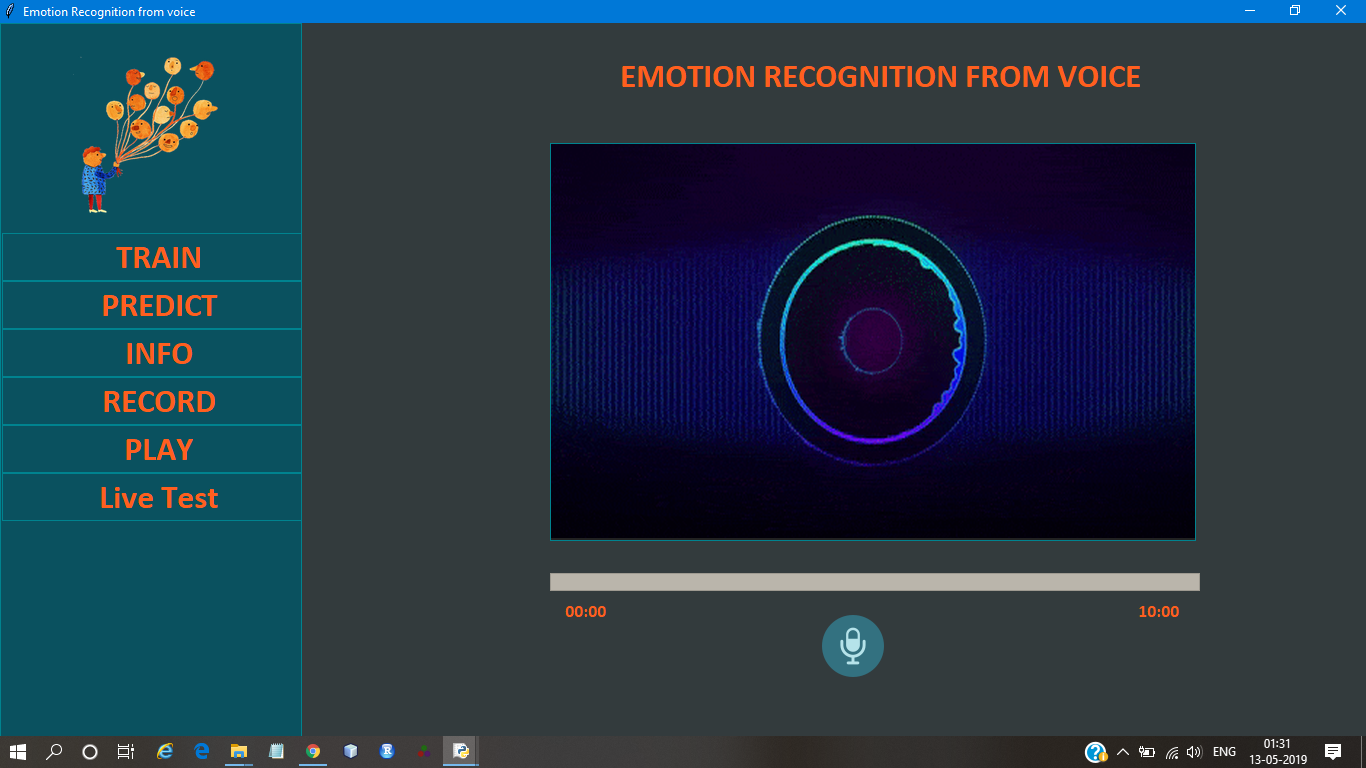 Emotion Recognition from voice
EMOTION RECOGNITION FROM VOICE
TRAIN
PREDICT
INFO
RECORD
PLAY
Live Test
00:00
10:00
ENG
01:31
13-05-2019